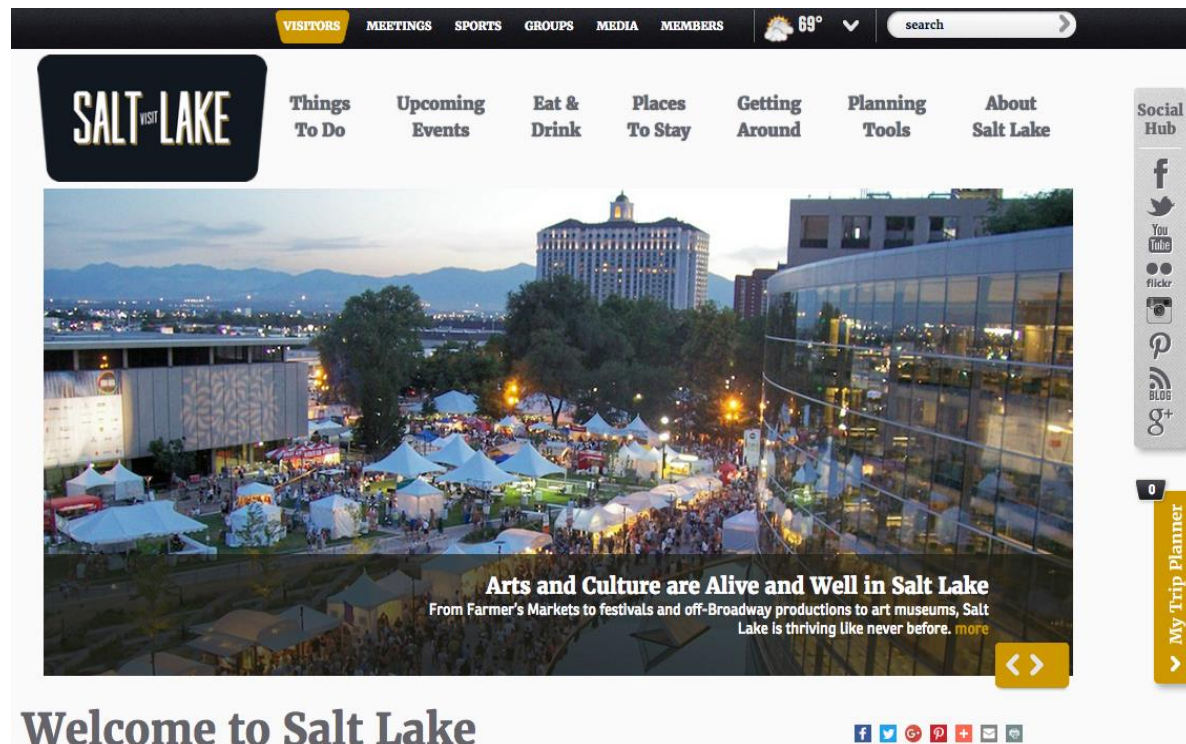 VISITORS MEETINGS SPORTS GROUPS MEDIA MEMBERS 69° search
SALT VISIT LAKE
Things To Do
Upcoming Events
Eat & Drink
Places To Stay
Getting Around
Planning Tools
About Salt Lake
Social
Hub
f
You
Tube
flickr
BLOG
g+
0
My Trip Planner
Arts and Culture are Alive and Well in Salt Lake
From Farmer's Markets to festivals and off-Broadway productions to art museums, Salt
Lake is thriving like never before. more
Welcome to Salt Lake